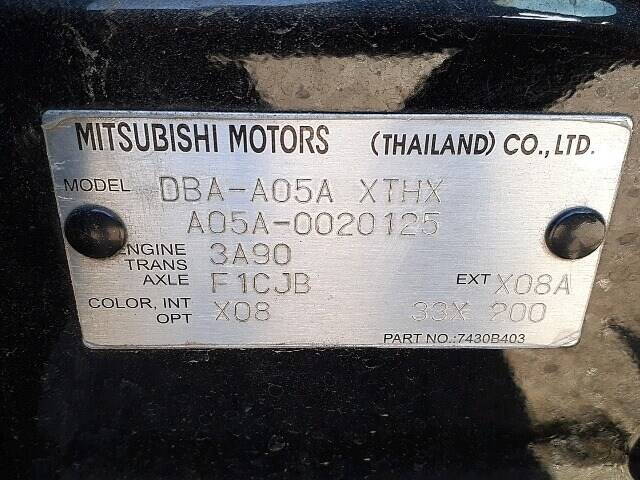 MITSUBISHI MOTORS (THAILAND) CO., LTD.
MODEL DBA-A05A XTHX
A05A-0020125
ENGINE 3A90
TRANS AXLE F1CJB EXT X08A
COLOR, INT OPT X08 33X 200
PART NO.:7430B403